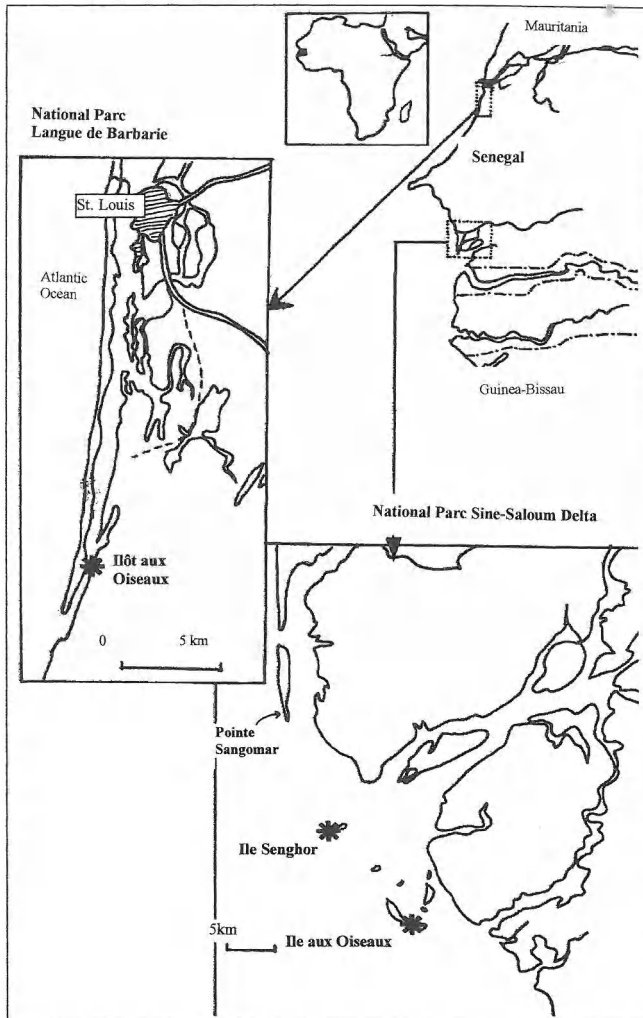 Mauritania
National Parc
Langue de Barbarie
Senegal
St. Louis
Atlantic
Ocean
Guinea-Bissau
National Parc Sine-Saloum Delta
Ilôt aux
Oiseaux
0 5 km
Pointe
Sangomar
Ile Senghor
5km
Ile aux Oiseaux